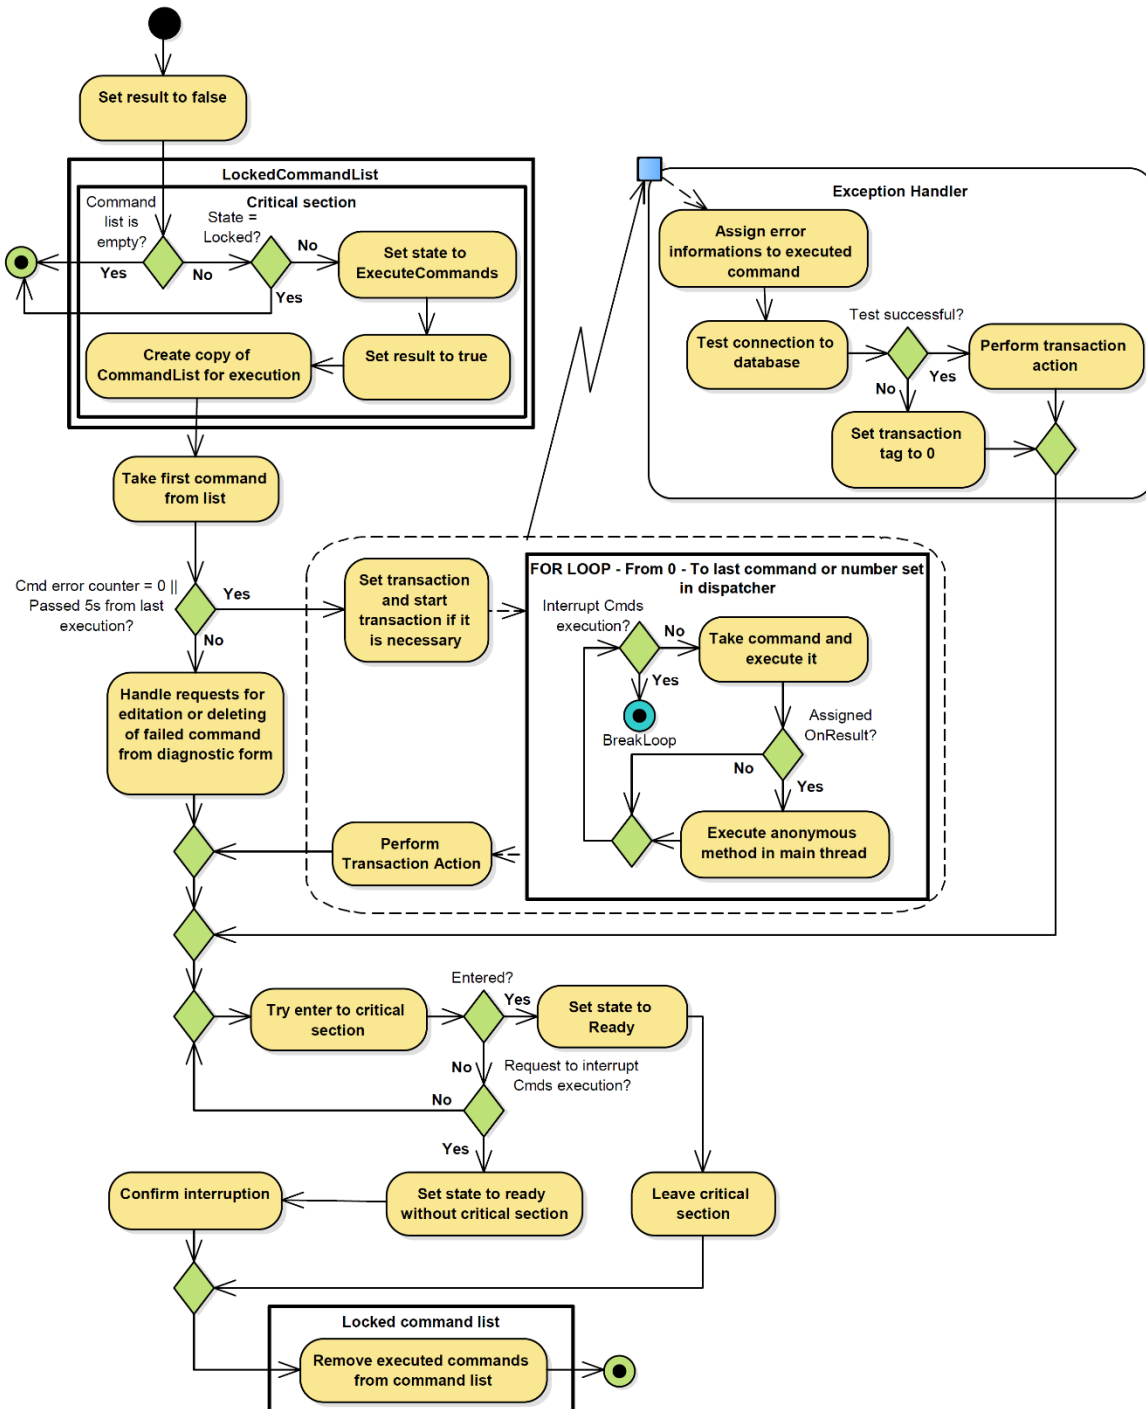 Set result to false
LockedCommandList
Critical section
Command
list is
empty?
State =
Locked?
No
Set state to
ExecuteCommands
Yes
No
Yes
Create copy of
CommandList for execution
Set result to true
Exception Handler
Assign error
informations to executed
command
Test successful?
Test connection to
database
Yes
Perform transaction
action
No
Set transaction
tag to 0
Take first command
from list
Cmd error counter = 0 ||
Passed 5s from last
execution?
Yes
No
Set transaction
and start
transaction if it
is necessary
FOR LOOP - From 0 - To last command or number set
in dispatcher
Interrupt Cmds
execution?
No
Take command and
execute it
Yes
BreakLoop
Assigned
OnResult?
No
Yes
Execute anonymous
method in main thread
Handle requests for
editation or deleting
of failed command
from diagnostic form
Perform
Transaction Action
Entered?
Try enter to critical
section
Yes
Set state to
Ready
No
Request to interrupt
Cmds execution?
No
Yes
Confirm interruption
Set state to ready
without critical section
Leave critical
section
Locked command list
Remove executed commands
from command list